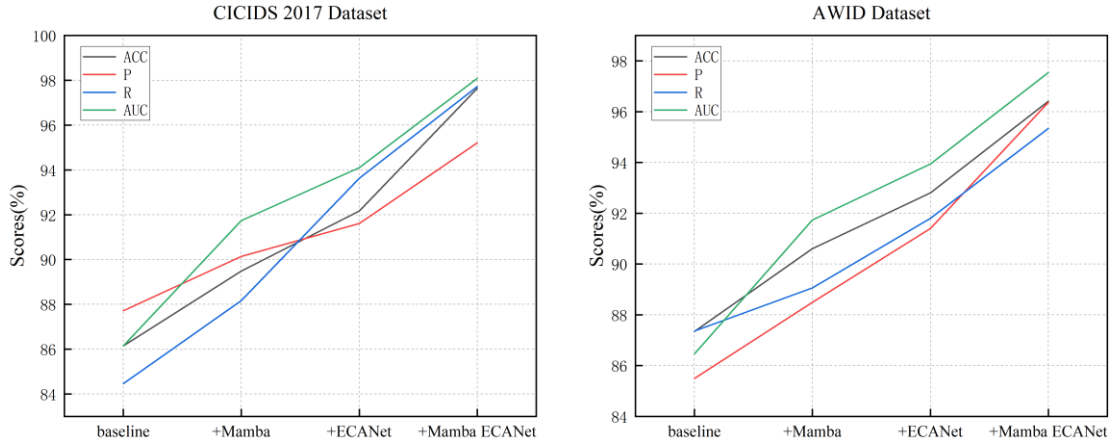 CICIDS 2017 Dataset
100
98
96
94
92
90
88
86
84
Scores(%)
ACC
P
R
AUC
baseline
+Mamba
+ECANet
+Mamba ECANet
AWID Dataset
98
96
94
92
90
88
86
84
Scores(%)
ACC
P
R
AUC
baseline
+Mamba
+ECANet
+Mamba ECANet